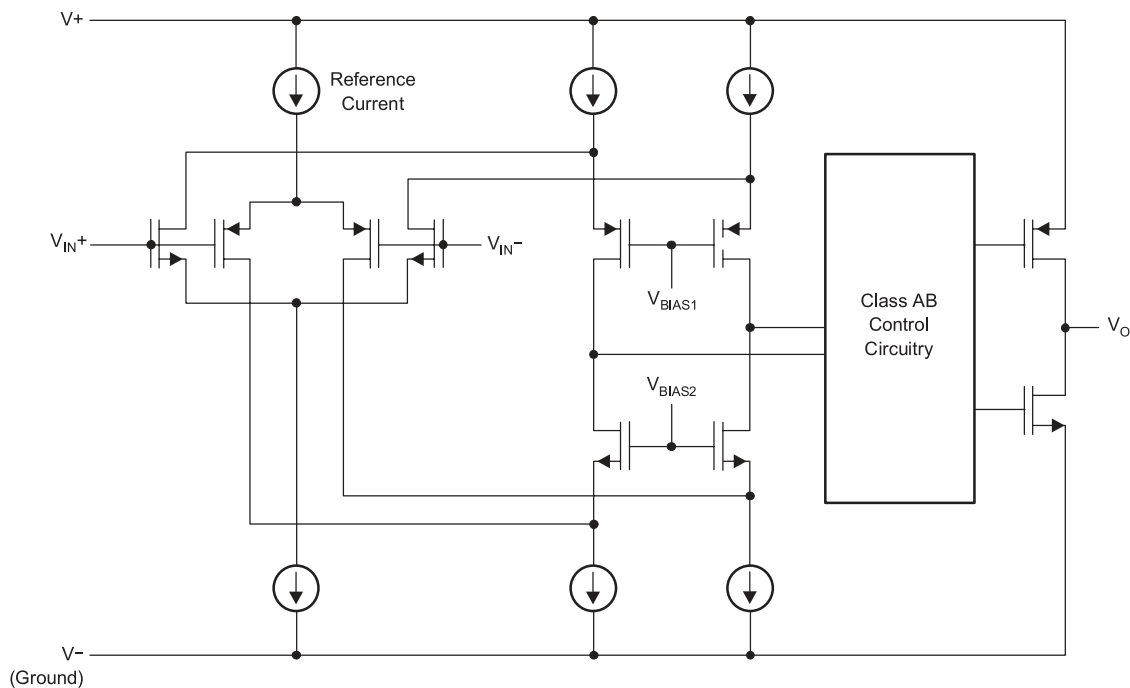 V+
Reference
Current
VIN+
VIN−
VBIAS1
Class AB
Control
Circuitry
VO
VBIAS2
V−
(Ground)